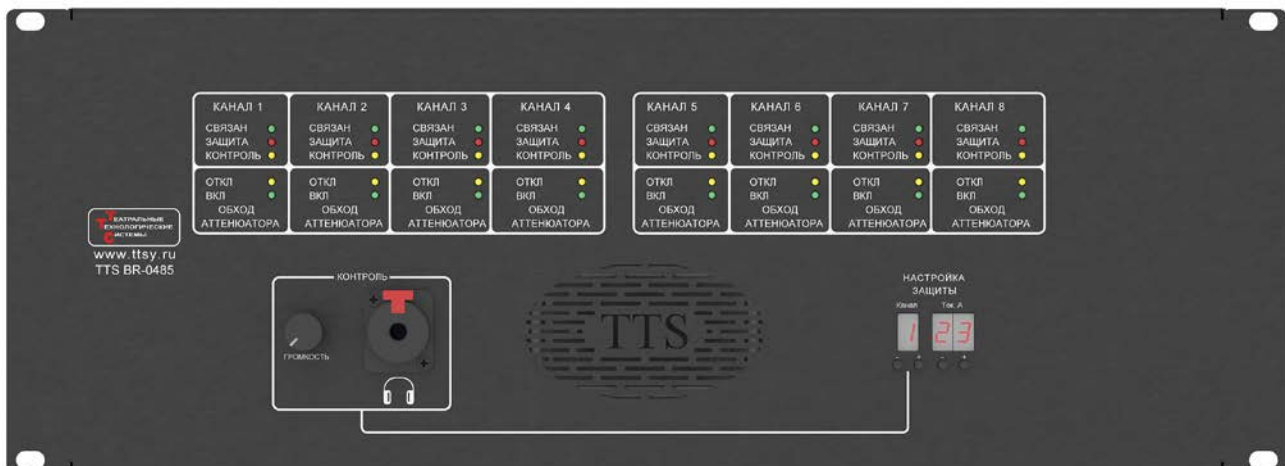 КАНАЛ 1
СВЯЗАН
ЗАЩИТА
КОНТРОЛЬ
ОТКЛ
ВКЛ
ОБХОД
АТТЕНЮАТОРА
КАНАЛ 2
СВЯЗАН
ЗАЩИТА
КОНТРОЛЬ
ОТКЛ
ВКЛ
ОБХОД
АТТЕНЮАТОРА
КАНАЛ 3
СВЯЗАН
ЗАЩИТА
КОНТРОЛЬ
ОТКЛ
ВКЛ
ОБХОД
АТТЕНЮАТОРА
КАНАЛ 4
СВЯЗАН
ЗАЩИТА
КОНТРОЛЬ
ОТКЛ
ВКЛ
ОБХОД
АТТЕНЮАТОРА
КАНАЛ 5
СВЯЗАН
ЗАЩИТА
КОНТРОЛЬ
ОТКЛ
ВКЛ
ОБХОД
АТТЕНЮАТОРА
КАНАЛ 6
СВЯЗАН
ЗАЩИТА
КОНТРОЛЬ
ОТКЛ
ВКЛ
ОБХОД
АТТЕНЮАТОРА
КАНАЛ 7
СВЯЗАН
ЗАЩИТА
КОНТРОЛЬ
ОТКЛ
ВКЛ
ОБХОД
АТТЕНЮАТОРА
КАНАЛ 8
СВЯЗАН
ЗАЩИТА
КОНТРОЛЬ
ОТКЛ
ВКЛ
ОБХОД
АТТЕНЮАТОРА
ТЕАТРАЛЬНЫЕ
ТЕХНОЛОГИЧЕСКИЕ
СИСТЕМЫ
www.ttsy.ru
TTS BR-0485
КОНТРОЛЬ
ГРОМКОСТЬ
TTS
НАСТРОЙКА
ЗАЩИТЫ
Канал Ток. А
1 23
- + - +